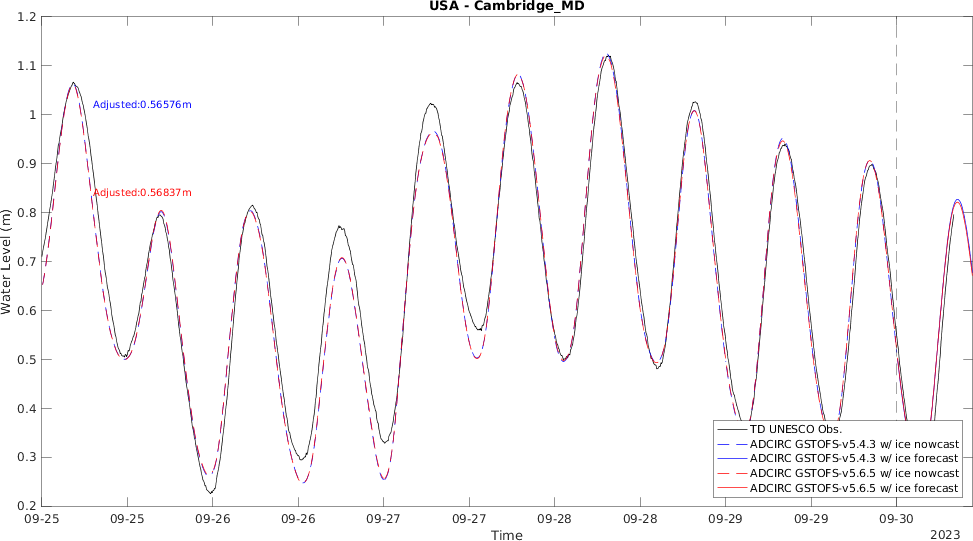 USA - Cambridge_MD
1.2
1.1
1
0.9
0.8
0.7
0.6
0.5
0.4
0.3
0.2
Water Level (m)
Adjusted:0.56576m
Adjusted:0.56837m
TD UNESCO Obs.
ADCIRC GSTOFS-v5.4.3 w/ ice nowcast
ADCIRC GSTOFS-v5.4.3 w/ ice forecast
ADCIRC GSTOFS-v5.6.5 w/ ice nowcast
ADCIRC GSTOFS-v5.6.5 w/ ice forecast
09-25 09-25 09-26 09-26 09-27 09-27 09-28 09-28 09-29 09-29 09-30
Time
2023